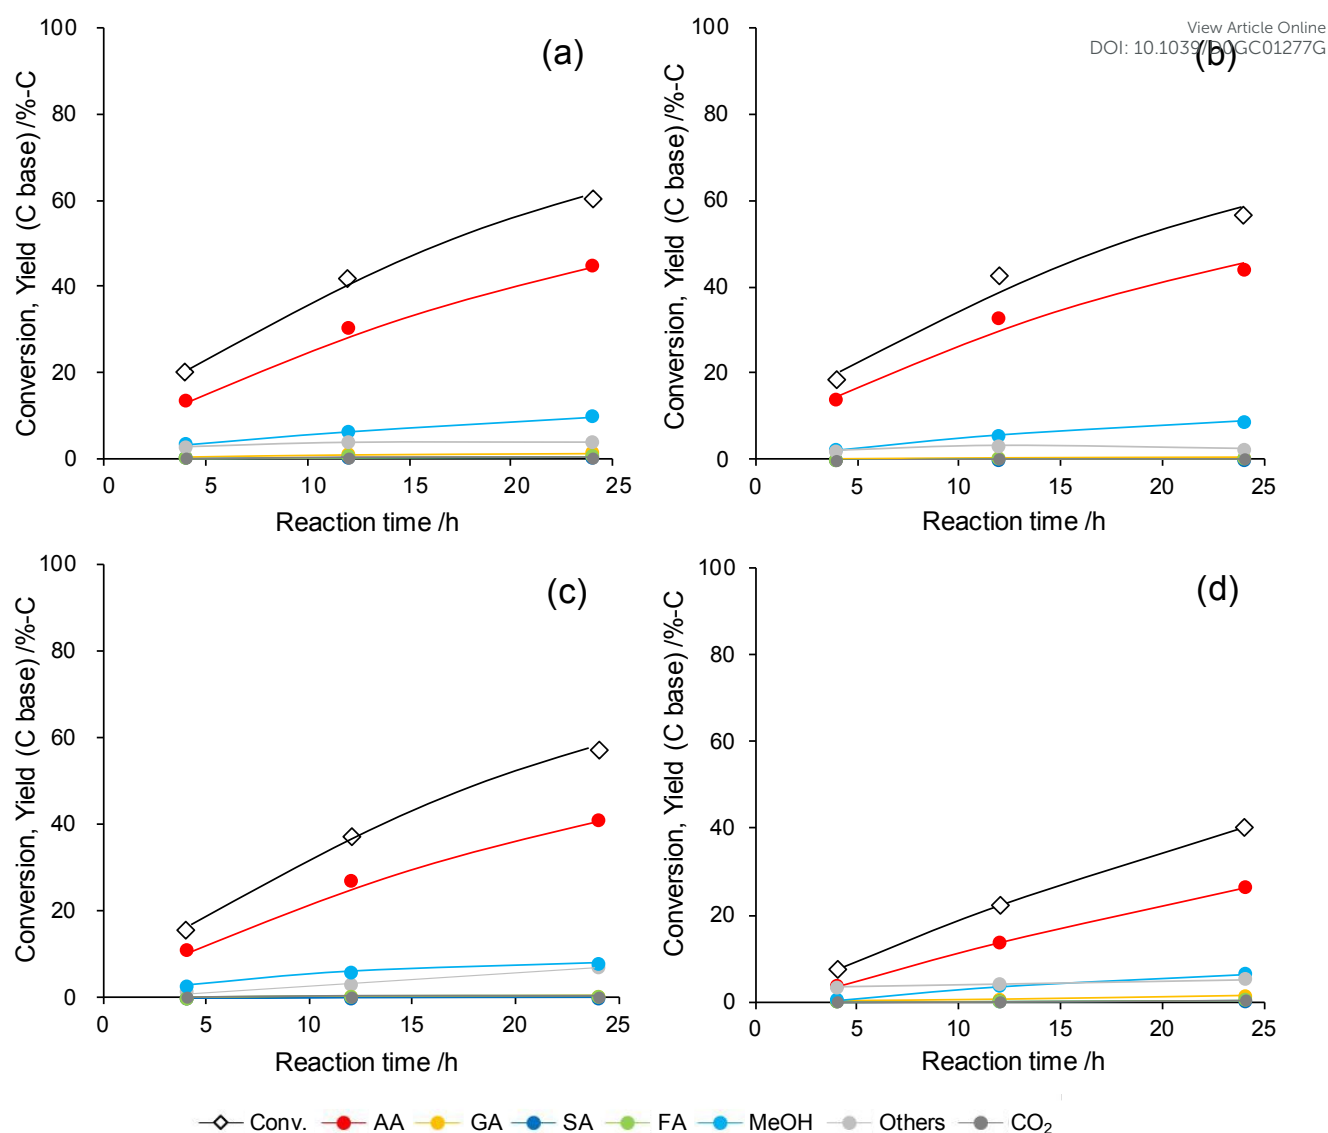 View Article Online
DOI: 10.1039/D0GC01277G
(a)
100
80
60
40
20
0
Conversion, Yield (C base) /%-C
0 5 10 15 20 25
Reaction time /h
(b)
100
80
60
40
20
0
Conversion, Yield (C base) /%-C
0 5 10 15 20 25
Reaction time /h
(c)
100
80
60
40
20
0
Conversion, Yield (C base) /%-C
0 5 10 15 20 25
Reaction time /h
(d)
100
80
60
40
20
0
Conversion, Yield (C base) /%-C
0 5 10 15 20 25
Reaction time /h
Conv. AA GA SA FA MeOH Others CO₂